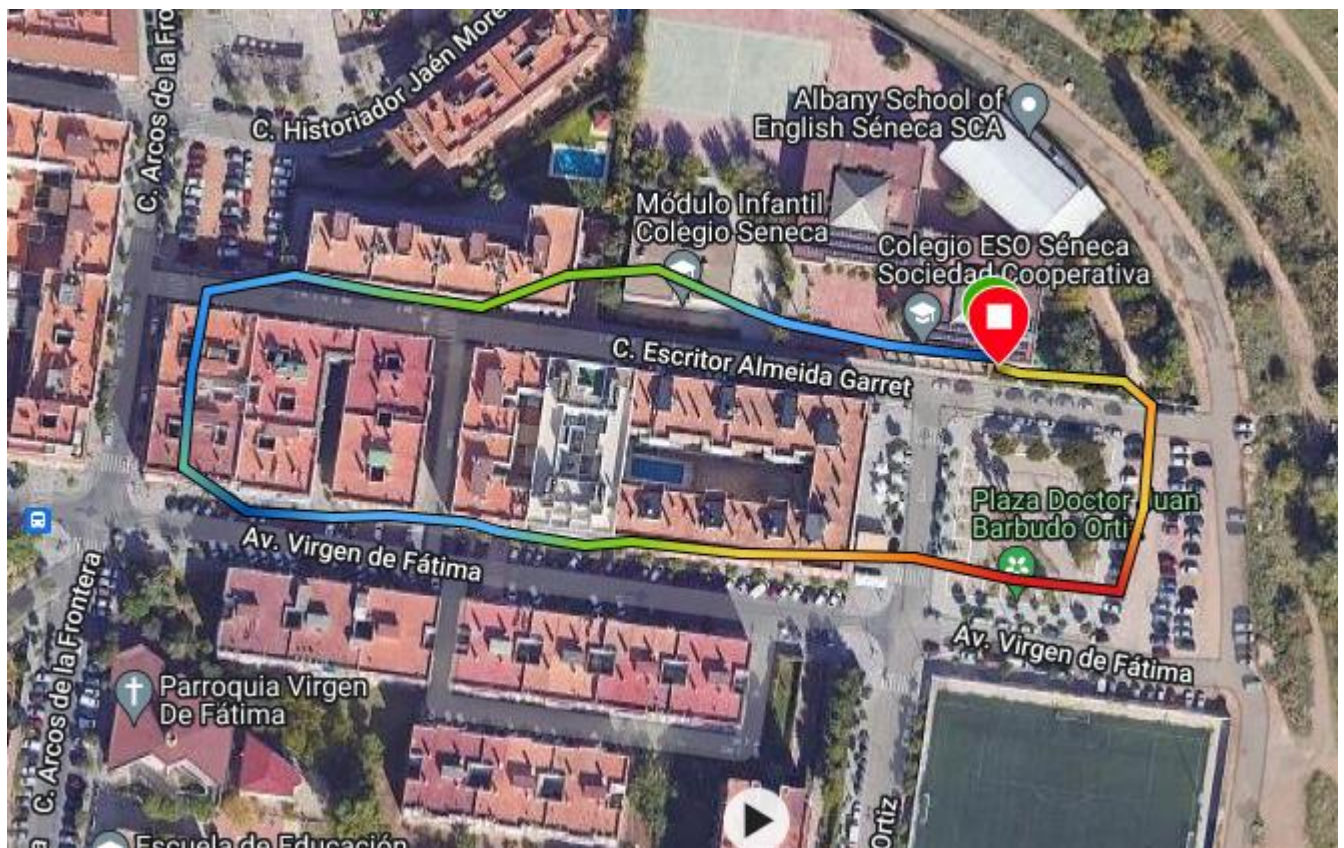 C. Arcos de la Fro
C. Historiador Jaén More
Albany School of
English Séneca SCA
Módulo Infantil
Colegio Seneca
Colegio ESO Séneca
Sociedad Cooperativa
C. Escritor Almeida Garret
Plaza Doctor Juan
Barbudo Orti
Av. Virgen de Fátima
Av. Virgen de Fátima
C. Arcos de la Frontera
Parroquia Virgen
De Fátima
Ortiz
Escuela de Educación